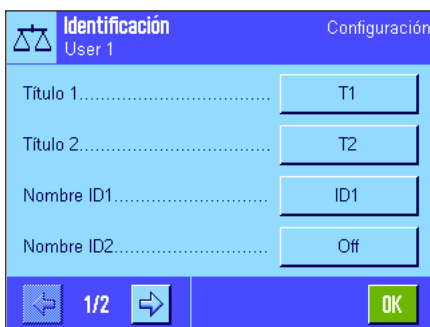 Identificación Configuración
User 1
Título 1................................... T1
Título 2................................... T2
Nombre ID1........................... ID1
Nombre ID2........................... Off
1/2 OK